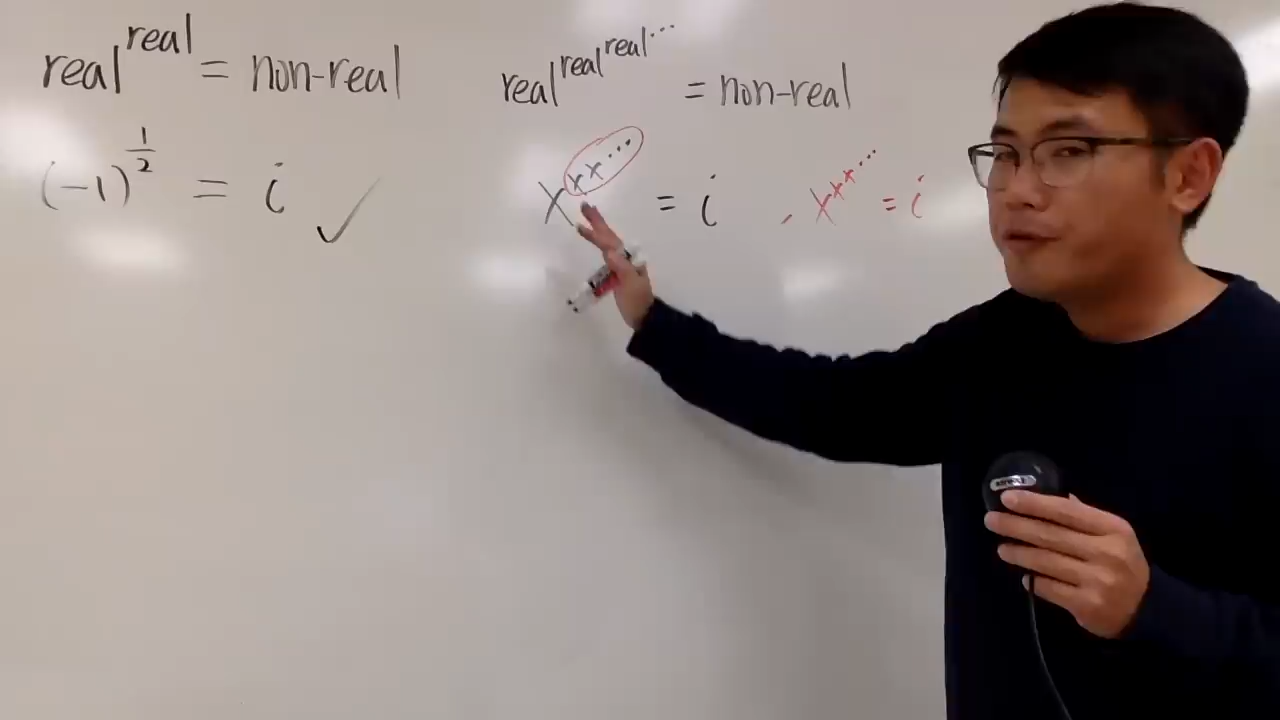 real^real = non-real
(-1)^(1/2) = i ✓
real^real^real^... = non-real
x^x^x^... = i , x^x^x^x^... = i